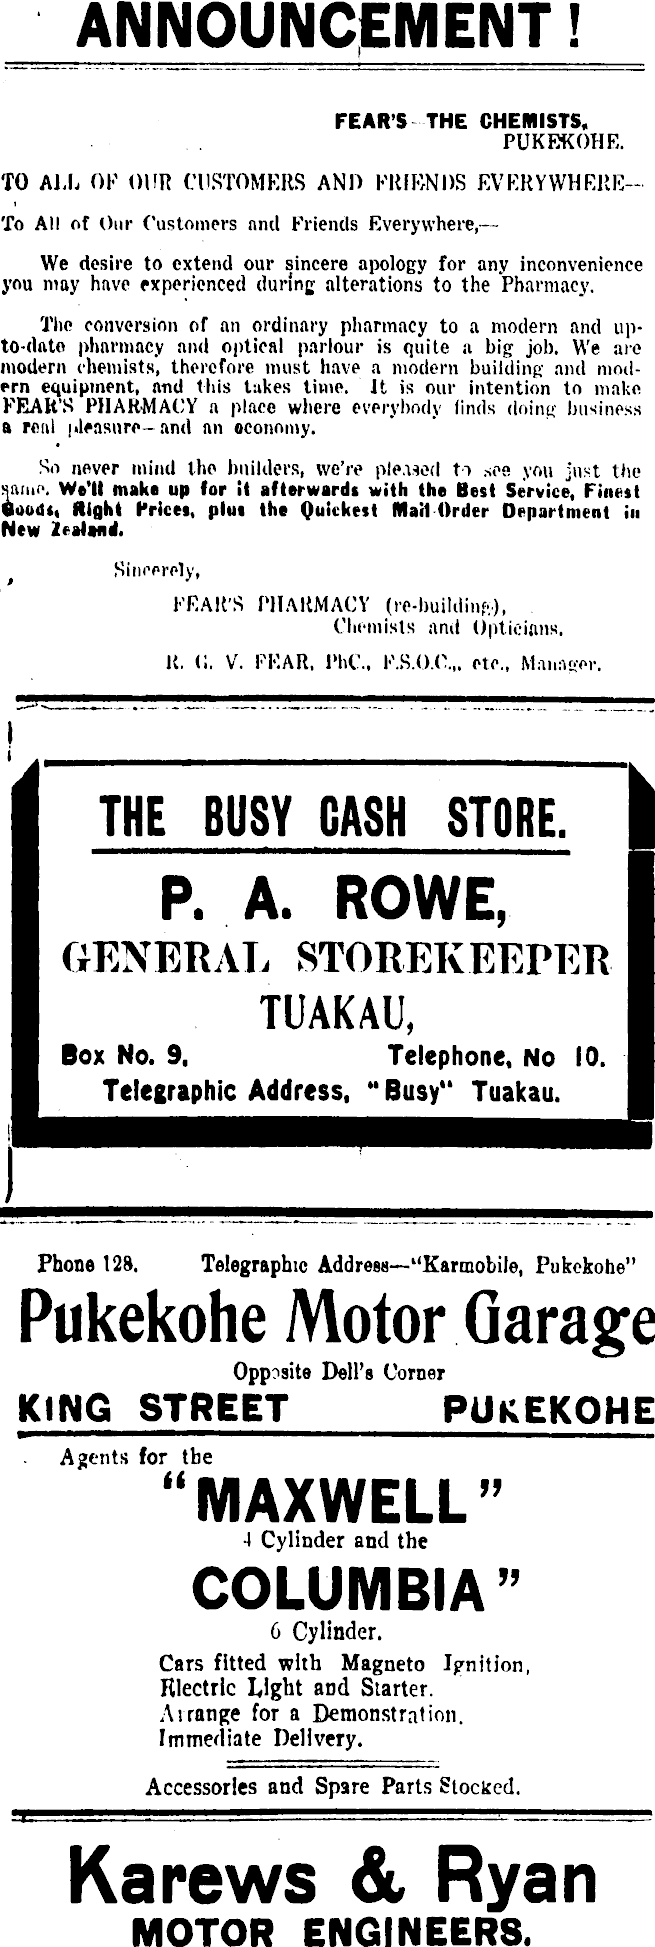 ANNOUNCEMENT!
FEAR'S THE CHEMISTS,
PUKEKOHE.
TO ALL OF OUR CUSTOMERS AND FRIENDS EVERYWHERE—
To All of Our Customers and Friends Everywhere,—
We desire to extend our sincere apology for any inconvenience
you may have experienced during alterations to the Pharmacy.
The conversion of an ordinary pharmacy to a modern and up-
to-date pharmacy and optical parlour is quite a big job. We are
modern chemists, therefore must have a modern building and mod-
ern equipment, and this takes time. It is our intention to make
FEAR'S PHARMACY a place where everybody finds doing business
a real pleasure—and an economy.
So never mind the builders, we're pleased to see you just the
same. We'll make up for it afterwards with the Best Service, Finest
Goods, Right Prices, plus the Quickest Mail-Order Department in
New Zealand.
Sincerely,
FEAR'S PHARMACY (re-building),
Chemists and Opticians.
R. G. V. FEAR, PhC., F.S.O.C.,, etc., Manager.
THE BUSY CASH STORE.
P. A. ROWE,
GENERAL STOREKEEPER
TUAKAU,
Box No. 9. Telephone, No 10.
Telegraphic Address, "Busy" Tuakau.
Phone 128. Telegraphic Address—"Karmobile, Pukekohe"
Pukekohe Motor Garage
Opposite Dell's Corner
KING STREET PUKEKOHE
Agents for the
"MAXWELL"
4 Cylinder and the
COLUMBIA"
6 Cylinder.
Cars fitted with Magneto Ignition,
Electric Light and Starter.
Arrange for a Demonstration.
Immediate Delivery.
Accessories and Spare Parts Stocked.
Karews & Ryan
MOTOR ENGINEERS.